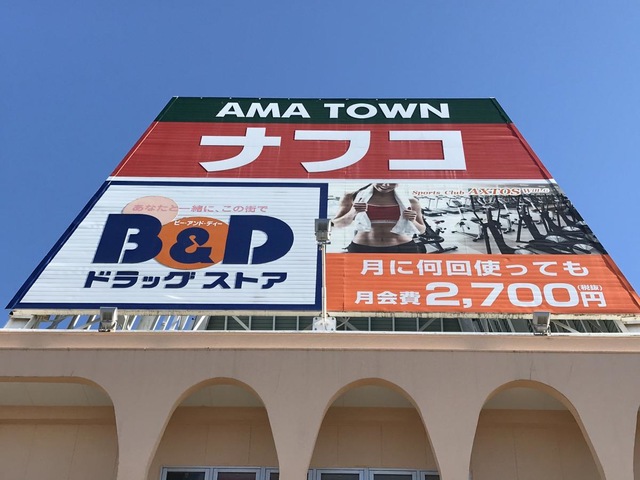 AMA TOWN
ナフコ
あなたと一緒に、この街で
ビー・アンド・ディー
B&D
ドラッグストア
Sports Club AXTOS
月に何回使っても
月会費2,700円(税抜)